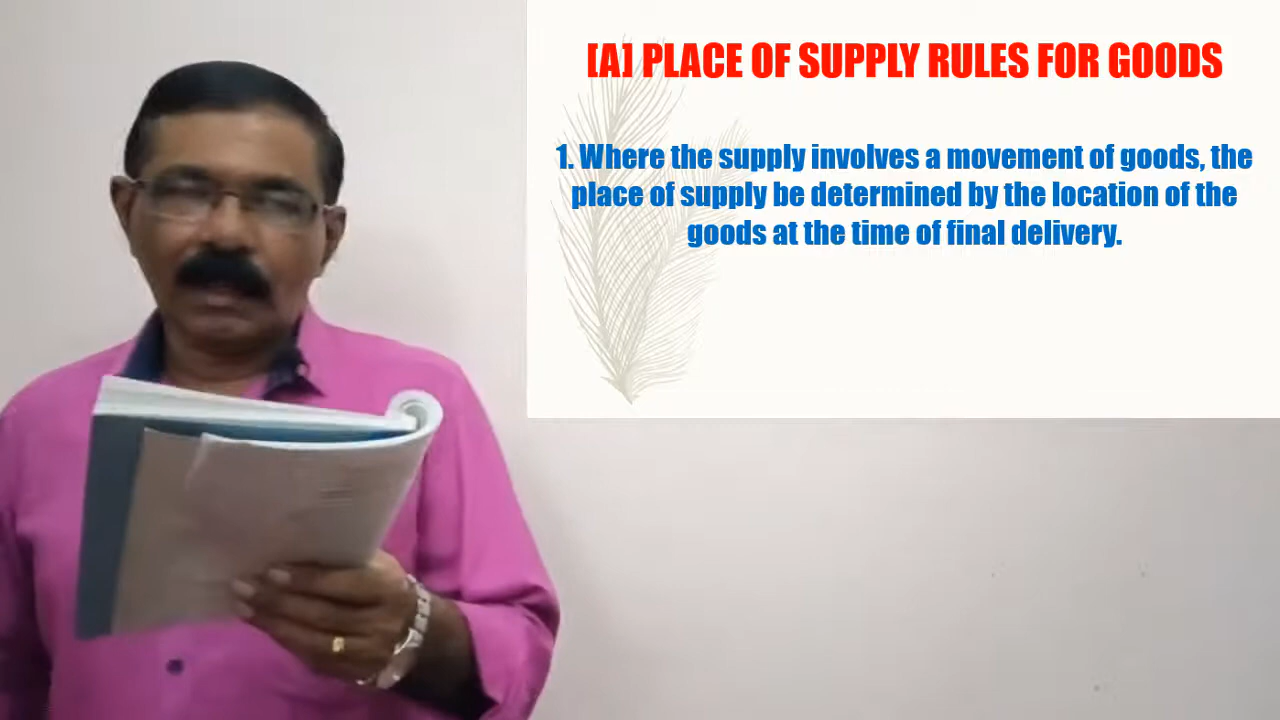 [A] PLACE OF SUPPLY RULES FOR GOODS
1. Where the supply involves a movement of goods, the
place of supply be determined by the location of the
goods at the time of final delivery.